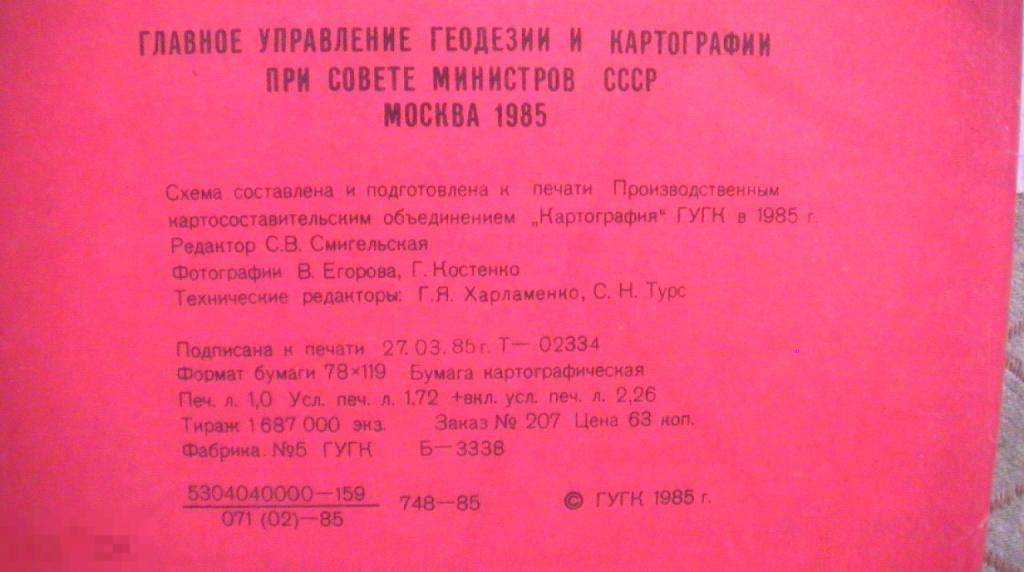 ГЛАВНОЕ УПРАВЛЕНИЕ ГЕОДЕЗИИ И КАРТОГРАФИИ
ПРИ СОВЕТЕ МИНИСТРОВ СССР
МОСКВА 1985
Схема составлена и подготовлена к печати Производственным
картосоставительским объединением „Картография“ ГУГК в 1985 г.
Редактор С.В. Смигельская
Фотографии В. Егорова, Г. Костенко
Технические редакторы: Г.Я. Харламенко, С. Н. Турс
Подписана к печати 27.03.85г. Т— 02334
Формат бумаги 78×119 Бумага картографическая
Печ. л. 1,0 Усл. печ. л. 1.72 +вкл. усл. печ. л. 2,26
Тираж 1 687 000 экз. Заказ № 207 Цена 63 коп.
Фабрика №5 ГУГК Б—3338
5304040000—159
071 (02)—85
748—85 © ГУГК 1985 г.